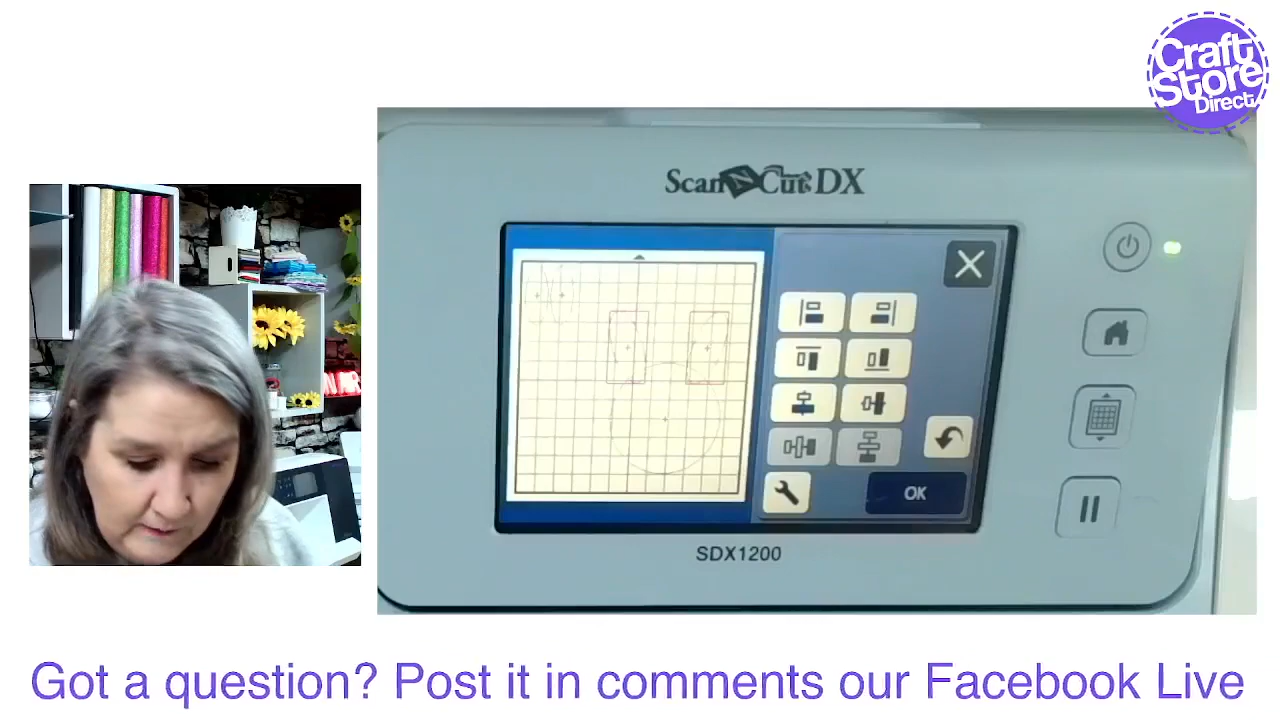 Craft
Store
Direct
ScanNCut DX
OK
SDX1200
Got a question? Post it in comments our Facebook Live